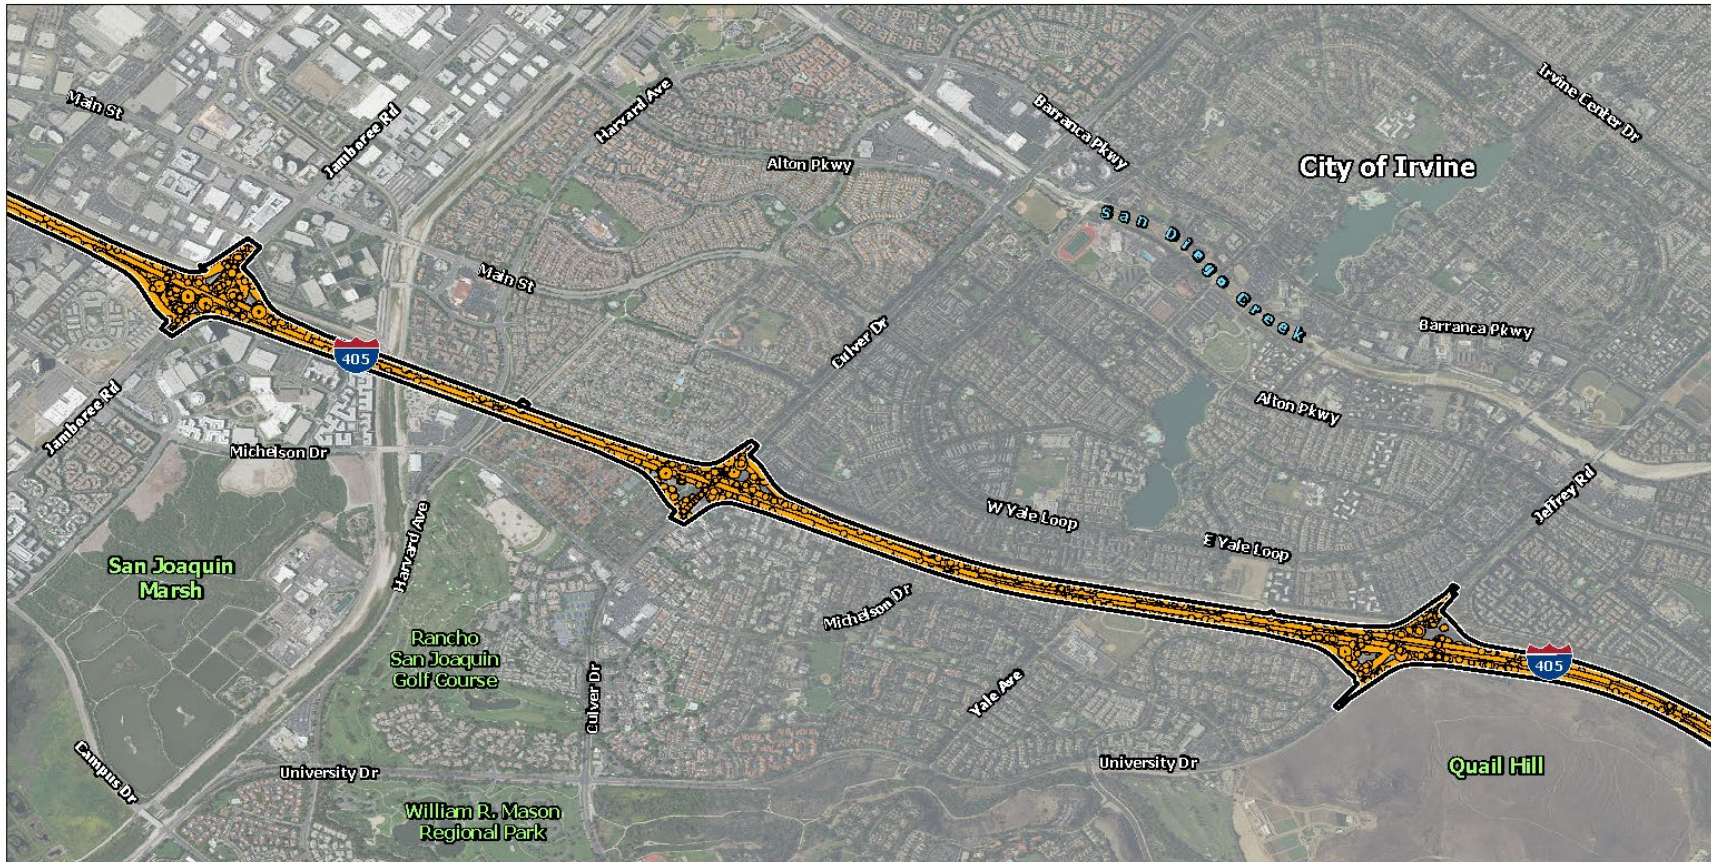 Main St
Jamboree Rd
Harvard Ave
Alton Pkwy
Barranca Pkwy
Irvine Center Dr
City of Irvine
San Diego Creek
Main St
Culver Dr
Barranca Pkwy
405
Jamboree Rd
Alton Pkwy
Michelson Dr
Jeffrey Rd
W Yale Loop
E Yale Loop
Harvard Ave
San Joaquin
Marsh
Michelson Dr
Rancho
San Joaquin
Golf Course
405
Culver Dr
Yale Ave
Campus Dr
University Dr
University Dr
Quail Hill
William R. Mason
Regional Park